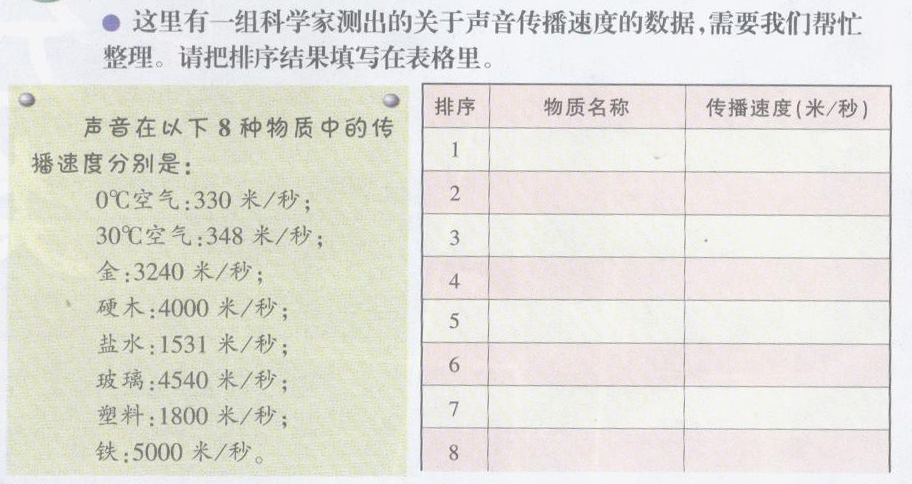 ● 这里有一组科学家测出的关于声音传播速度的数据,需要我们帮忙
整理。请把排序结果填写在表格里。
声音在以下 8 种物质中的传
播速度分别是:
0℃空气:330 米/秒;
30℃空气:348 米/秒;
金:3240 米/秒;
硬木:4000 米/秒;
盐水:1531 米/秒;
玻璃:4540 米/秒;
塑料:1800 米/秒;
铁:5000 米/秒。
排序 物质名称 传播速度(米/秒)
1
2
3
4
5
6
7
8